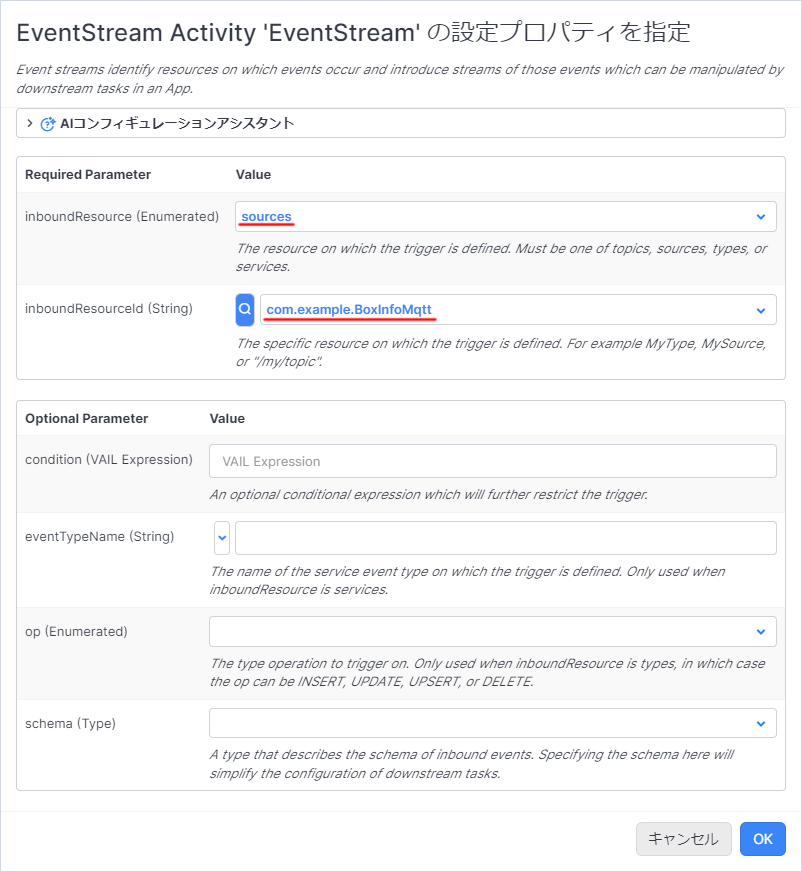 EventStream Activity 'EventStream' の設定プロパティを指定
Event streams identify resources on which events occur and introduce streams of those events which can be manipulated by
downstream tasks in an App.
AIコンフィギュレーションアシスタント
Required Parameter Value
inboundResource (Enumerated) sources
The resource on which the trigger is defined. Must be one of topics, sources, types, or
services.
inboundResourceId (String) com.example.BoxInfoMqtt
The specific resource on which the trigger is defined. For example MyType, MySource,
or "/my/topic".
Optional Parameter Value
condition (VAIL Expression) VAIL Expression
An optional conditional expression which will further restrict the trigger.
eventTypeName (String)
The name of the service event type on which the trigger is defined. Only used when
inboundResource is services.
op (Enumerated)
The type operation to trigger on. Only used when inboundResource is types, in which case
the op can be INSERT, UPDATE, UPSERT, or DELETE.
schema (Type)
A type that describes the schema of inbound events. Specifying the schema here will
simplify the configuration of downstream tasks.
キャンセル OK